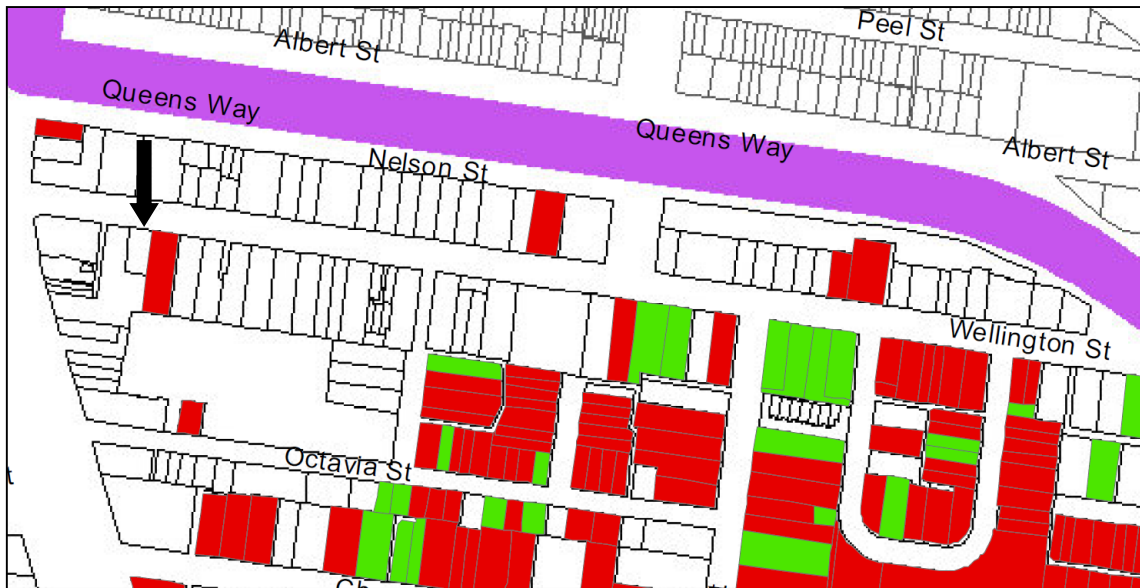 Peel St
Albert St
Queens Way
Queens Way
Albert St
Nelson St
Wellington St
Octavia St